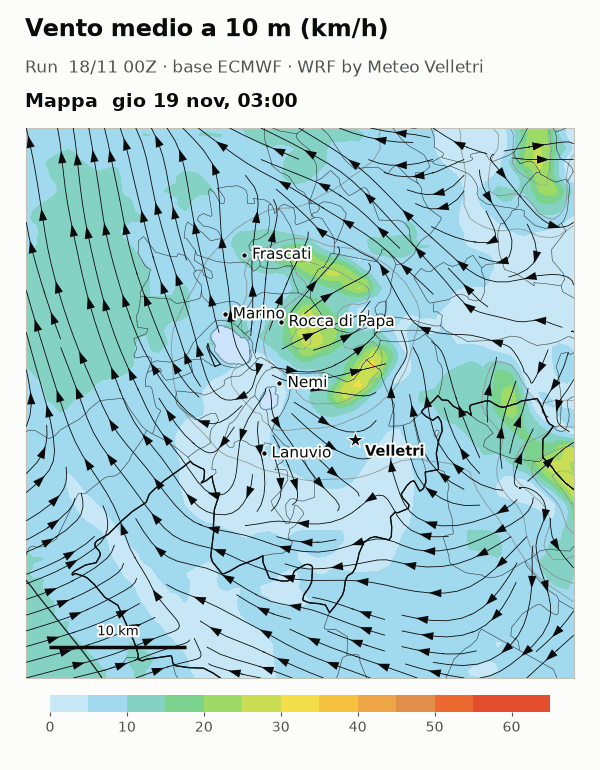 Vento medio a 10 m (km/h)
Run  18/11 00Z · base ECMWF · WRF by Meteo Velletri
Mappa  gio 19 nov, 03:00
Frascati
Marino
Rocca di Papa
Nemi
Velletri
Lanuvio
10 km
0 10 20 30 40 50 60